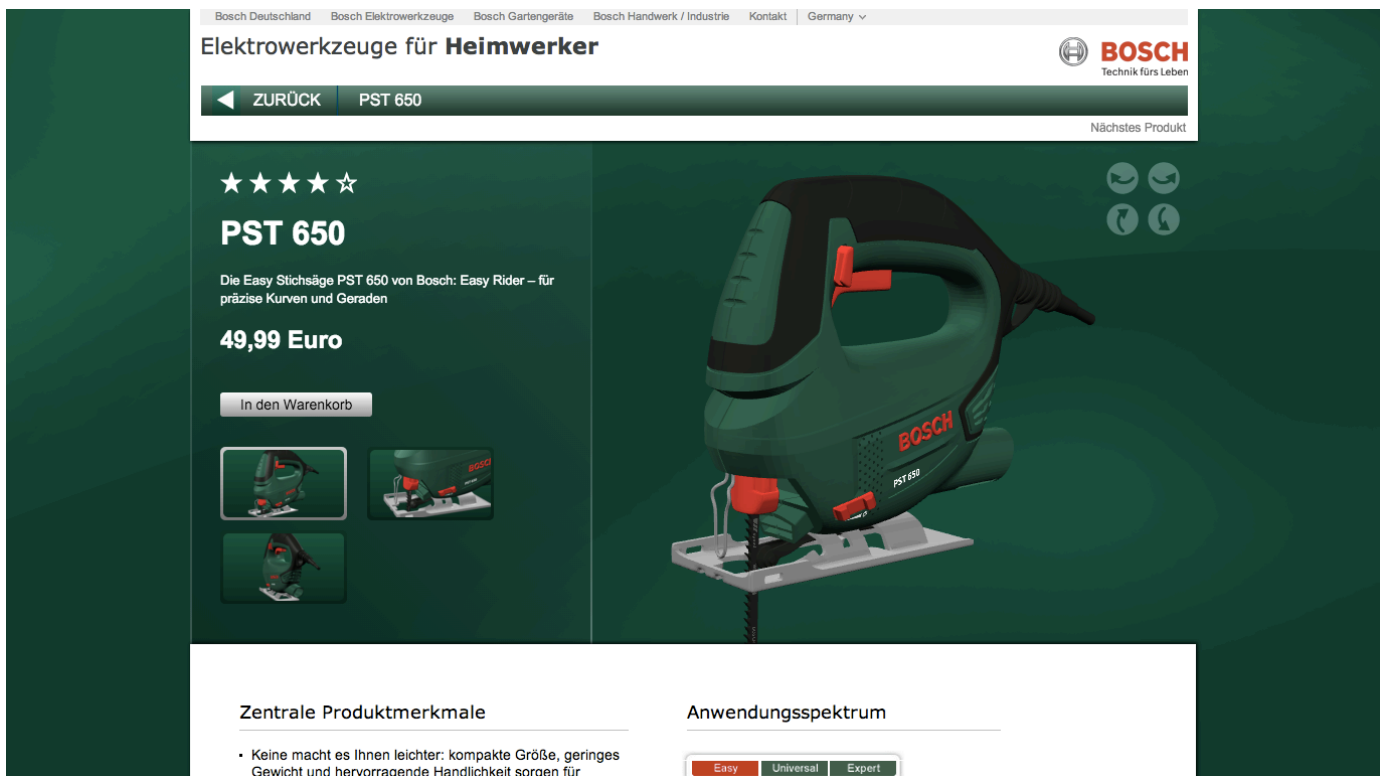 Bosch Deutschland Bosch Elektrowerkzeuge Bosch Gartengeräte Bosch Handwerk / Industrie Kontakt Germany
Elektrowerkzeuge für Heimwerker
BOSCH
Technik fürs Leben
ZURÜCK PST 650
Nächstes Produkt
PST 650
Die Easy Stichsäge PST 650 von Bosch: Easy Rider – für
präzise Kurven und Geraden
49,99 Euro
In den Warenkorb
BOSCH
PST 650
BOSCH
Zentrale Produktmerkmale
Anwendungsspektrum
Keine macht es Ihnen leichter: kompakte Größe, geringes
Gewicht und hervorragende Handlichkeit sorgen für
Easy Universal Expert